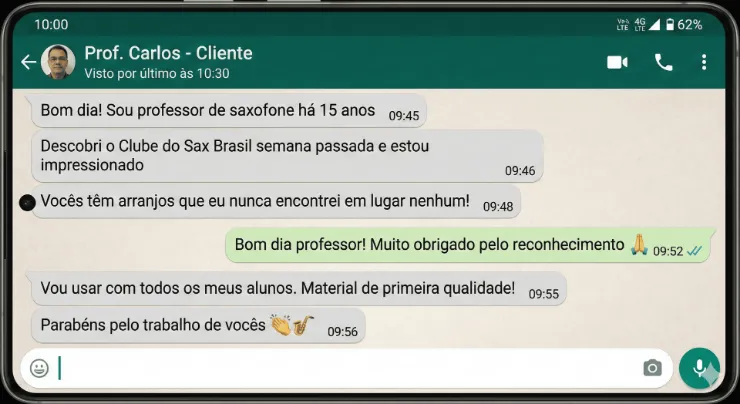 10:00
VoLTE 4G LTE 62%
Prof. Carlos - Cliente
Visto por último às 10:30
Bom dia! Sou professor de saxofone há 15 anos 09:45
Descobri o Clube do Sax Brasil semana passada e estou
impressionado 09:46
Vocês têm arranjos que eu nunca encontrei em lugar nenhum! 09:48
Bom dia professor! Muito obrigado pelo reconhecimento 🙏 09:52
Vou usar com todos os meus alunos. Material de primeira qualidade! 09:55
Parabéns pelo trabalho de vocês 👏🎷 09:56